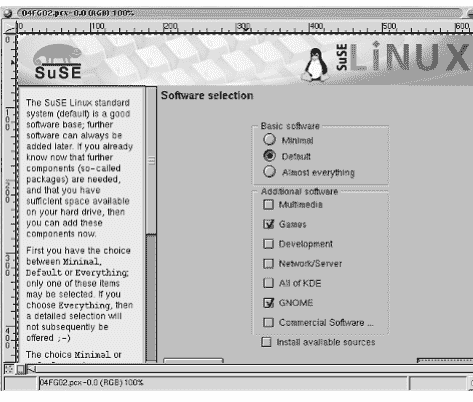 04FG02.pcx-0.0 (RGB) 100%
0 100 200 300 400 500 600
SuSE
SuSE LiNUX
Software selection
The SuSE Linux standard
system (default) is a good
software base; further
software can always be
added later. If you already
know now that further
components (so-called
packages) are needed,
and that you have
sufficient space available
on your hard drive, then
you can add these
components now.
First you have the choice
between Minimal,
Default or Everything;
only one of these items
may be selected. If you
choose Everything, then
a detailed selection will
not subsequently be
offered ;-)
The choice Minimal or
Basic software
Minimal
Default
Almost everything
Additional software
Multimedia
Games
Development
Network/Server
All of KDE
GNOME
Commercial Software ...
Install available sources
0
100
200
300
400
04FG02.pcx-0.0 (RGB) 100%